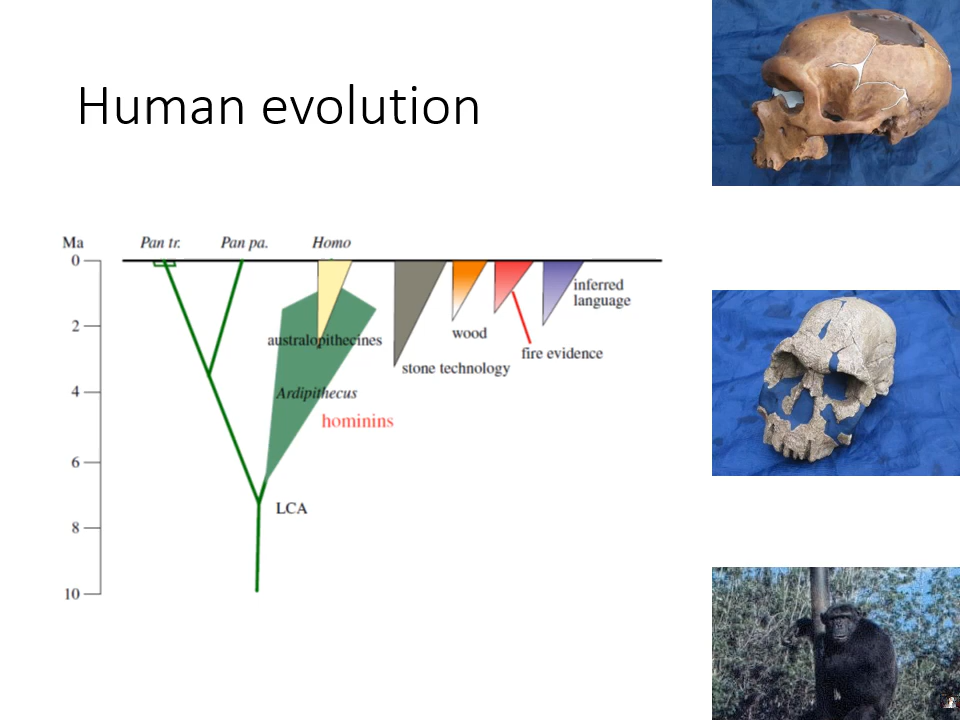 Human evolution
Ma
Pan tr.
Pan pa.
Homo
0
2
4
6
8
10
australopithecines
Ardipithecus
hominins
LCA
stone technology
wood
fire evidence
inferred
language